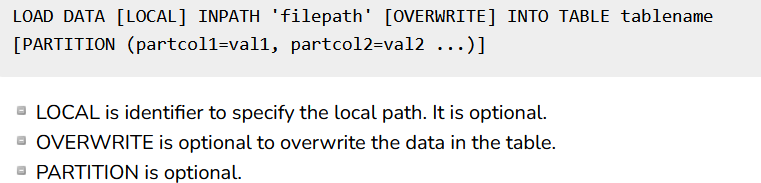 LOAD DATA [LOCAL] INPATH 'filepath' [OVERWRITE] INTO TABLE tablename
[PARTITION (partcol1=val1, partcol2=val2 ...)]
LOCAL is identifier to specify the local path. It is optional.
OVERWRITE is optional to overwrite the data in the table.
PARTITION is optional.